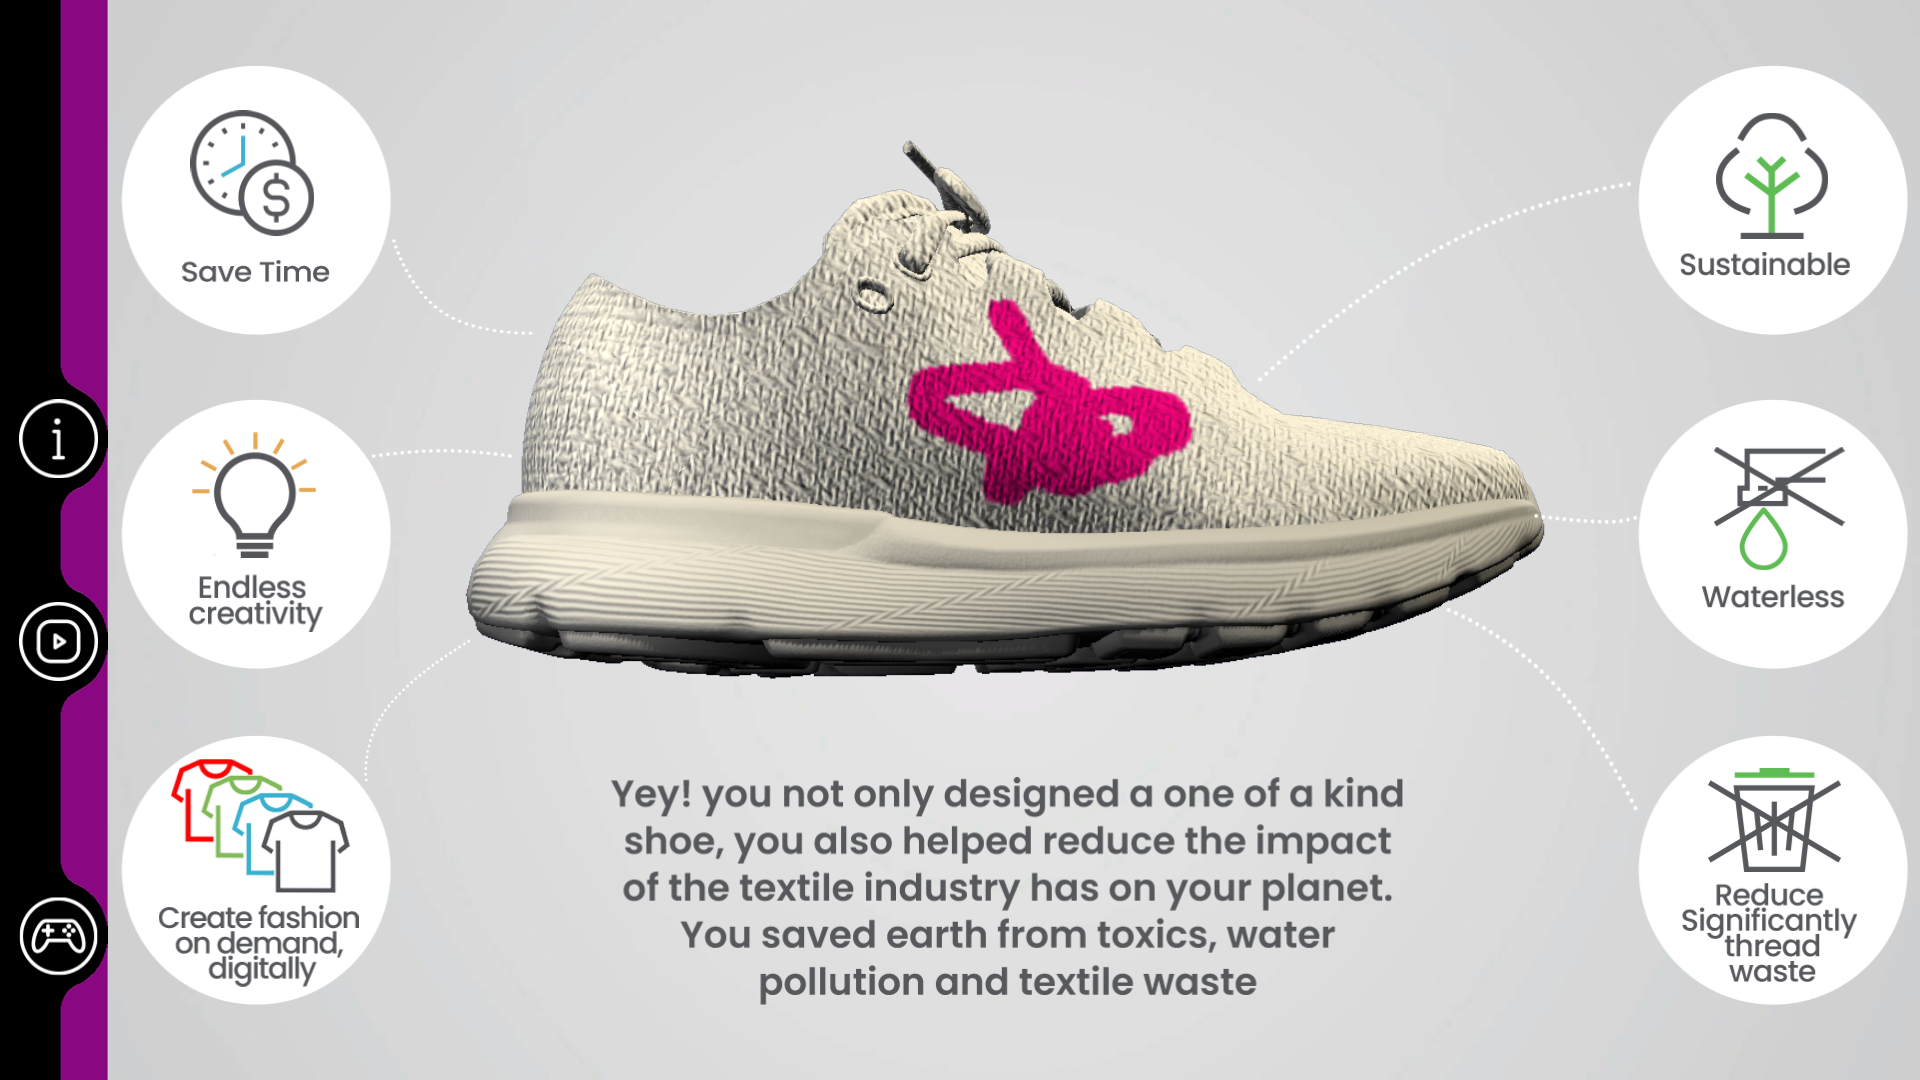 Save Time
Endless
creativity
Create fashion
on demand,
digitally
Yey! you not only designed a one of a kind
shoe, you also helped reduce the impact
of the textile industry has on your planet.
You saved earth from toxics, water
pollution and textile waste
Sustainable
Waterless
Reduce
Significantly
thread
waste